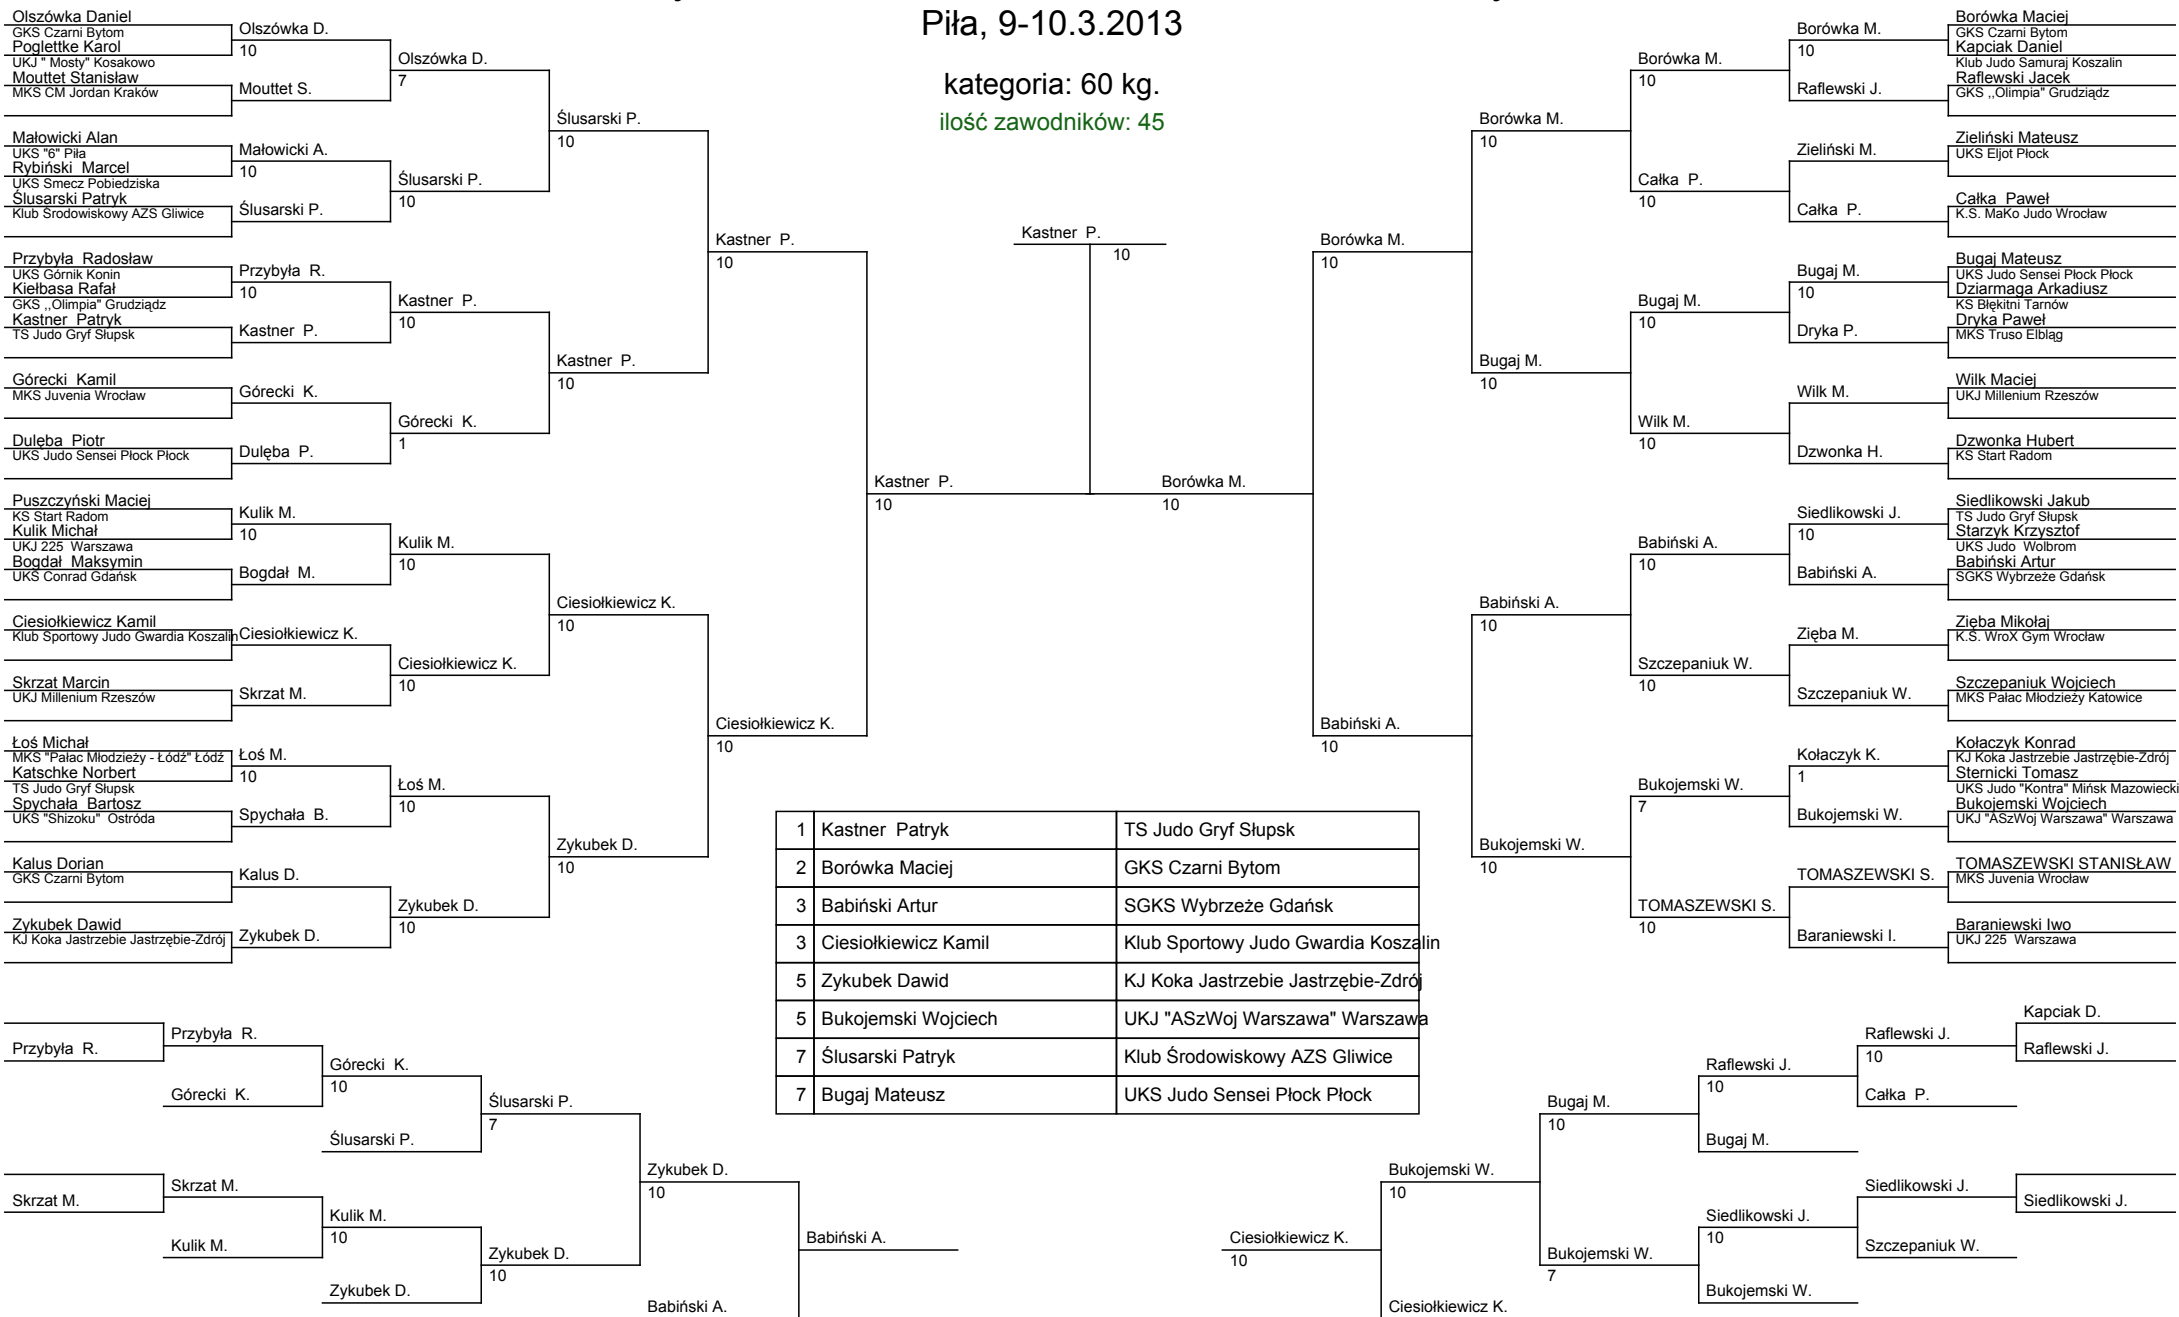 Piła, 9-10.3.2013
kategoria: 60 kg.
ilość zawodników: 45
Olszówka Daniel
GKS Czarni Bytom
Poglettke Karol
UKJ " Mosty" Kosakowo
Mouttet Stanisław
MKS CM Jordan Kraków
Małowicki Alan
UKS "6" Piła
Rybiński Marcel
UKS Smecz Pobiedziska
Ślusarski Patryk
Klub Środowiskowy AZS Gliwice
Przybyła Radosław
UKS Górnik Konin
Kiełbasa Rafał
GKS ,,Olimpia" Grudziądz
Kastner Patryk
TS Judo Gryf Słupsk
Górecki Kamil
MKS Juvenia Wrocław
Dulęba Piotr
UKS Judo Sensei Płock Płock
Puszczyński Maciej
KS Start Radom
Kulik Michał
UKJ 225 Warszawa
Bogdał Maksymin
UKS Conrad Gdańsk
Ciesiołkiewicz Kamil
Klub Sportowy Judo Gwardia Koszalin
Skrzat Marcin
UKJ Millenium Rzeszów
Łoś Michał
MKS "Pałac Młodzieży - Łódź" Łódź
Katschke Norbert
TS Judo Gryf Słupsk
Spychała Bartosz
UKS "Shizoku" Ostróda
Kalus Dorian
GKS Czarni Bytom
Zykubek Dawid
KJ Koka Jastrzebie Jastrzębie-Zdrój
Olszówka D.
10
Mouttet S.
Małowicki A.
10
Ślusarski P.
Przybyła R.
10
Kastner P.
Górecki K.
Dulęba P.
Kulik M.
10
Bogdał M.
Ciesiołkiewicz K.
Skrzat M.
Łoś M.
10
Spychała B.
Kalus D.
Zykubek D.
Olszówka D.
7
Ślusarski P.
10
Kastner P.
10
Górecki K.
1
Kulik M.
10
Ciesiołkiewicz K.
10
Łoś M.
10
Zykubek D.
10
Ślusarski P.
10
Kastner P.
10
Ciesiołkiewicz K.
10
Zykubek D.
10
Kastner P.
10
Ciesiołkiewicz K.
10
Kastner P.
10
Kastner P.
10
Borówka M.
10
Borówka M.
10
Babiński A.
10
Borówka M.
10
Bugaj M.
10
Babiński A.
10
Bukojemski W.
10
Borówka M.
10
Całka P.
10
Bugaj M.
10
Wilk M.
10
Babiński A.
10
Szczepaniuk W.
10
Bukojemski W.
7
TOMASZEWSKI S.
10
Borówka M.
10
Raflewski J.
Zieliński M.
Całka P.
Bugaj M.
10
Dryka P.
Wilk M.
Dzwonka H.
Siedlikowski J.
10
Babiński A.
Zięba M.
Szczepaniuk W.
Kołaczyk K.
1
Bukojemski W.
TOMASZEWSKI S.
Baraniewski I.
Borówka Maciej
GKS Czarni Bytom
Kapciak Daniel
Klub Judo Samuraj Koszalin
Raflewski Jacek
GKS ,,Olimpia" Grudziądz
Zieliński Mateusz
UKS Eljot Płock
Całka Paweł
K.S. MaKo Judo Wrocław
Bugaj Mateusz
UKS Judo Sensei Płock Płock
Dziarmaga Arkadiusz
KS Błękitni Tarnów
Dryka Paweł
MKS Truso Elbląg
Wilk Maciej
UKJ Millenium Rzeszów
Dzwonka Hubert
KS Start Radom
Siedlikowski Jakub
TS Judo Gryf Słupsk
Starzyk Krzysztof
UKS Judo Wolbrom
Babiński Artur
SGKS Wybrzeże Gdańsk
Zięba Mikołaj
K.S. WroX Gym Wrocław
Szczepaniuk Wojciech
MKS Pałac Młodzieży Katowice
Kołaczyk Konrad
KJ Koka Jastrzebie Jastrzębie-Zdrój
Sternicki Tomasz
UKS Judo "Kontra" Mińsk Mazowiecki
Bukojemski Wojciech
UKJ "ASzWoj Warszawa" Warszawa
TOMASZEWSKI STANISŁAW
MKS Juvenia Wrocław
Baraniewski Iwo
UKJ 225 Warszawa
1 Kastner Patryk TS Judo Gryf Słupsk
2 Borówka Maciej GKS Czarni Bytom
3 Babiński Artur SGKS Wybrzeże Gdańsk
3 Ciesiołkiewicz Kamil Klub Sportowy Judo Gwardia Koszalin
5 Zykubek Dawid KJ Koka Jastrzebie Jastrzębie-Zdrój
5 Bukojemski Wojciech UKJ "ASzWoj Warszawa" Warszawa
7 Ślusarski Patryk Klub Środowiskowy AZS Gliwice
7 Bugaj Mateusz UKS Judo Sensei Płock Płock
Przybyła R.
Skrzat M.
Przybyła R.
Górecki K.
Skrzat M.
Kulik M.
Górecki K.
10
Ślusarski P.
Kulik M.
10
Zykubek D.
Ślusarski P.
7
Zykubek D.
10
Zykubek D.
10
Babiński A.
Babiński A.
Ciesiołkiewicz K.
10
Bukojemski W.
10
Ciesiołkiewicz K.
Bugaj M.
10
Bukojemski W.
7
Raflewski J.
10
Bugaj M.
Siedlikowski J.
10
Bukojemski W.
Raflewski J.
10
Całka P.
Siedlikowski J.
Szczepaniuk W.
Kapciak D.
Raflewski J.
Siedlikowski J.